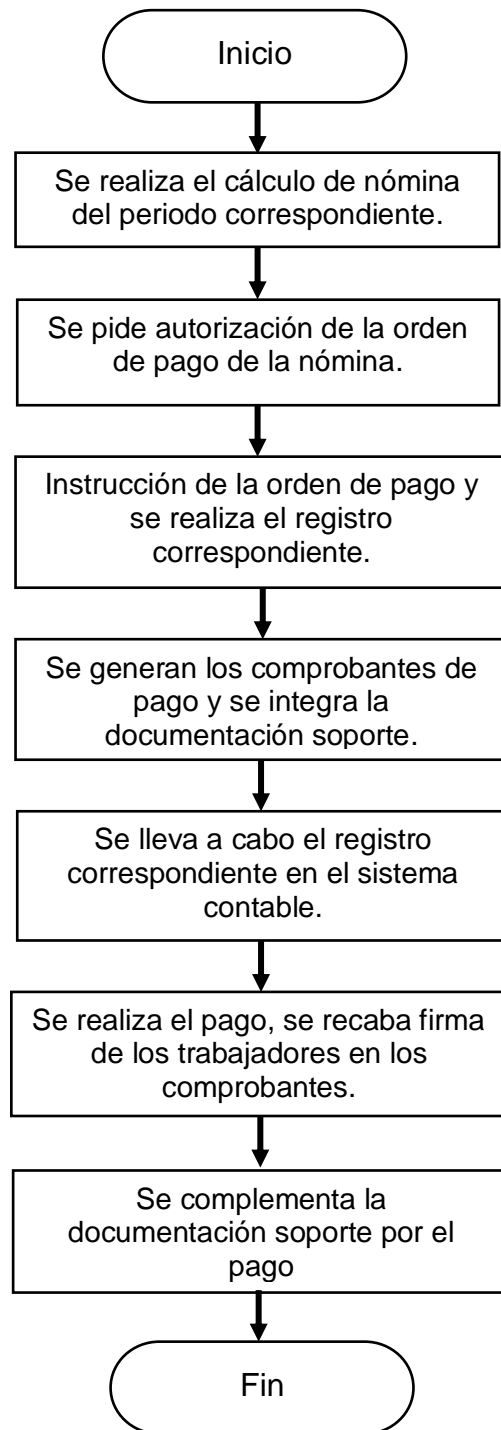 Inicio
Se realiza el cálculo de nómina
del periodo correspondiente.
Se pide autorización de la orden
de pago de la nómina.
Instrucción de la orden de pago y
se realiza el registro
correspondiente.
Se generan los comprobantes de
pago y se integra la
documentación soporte.
Se lleva a cabo el registro
correspondiente en el sistema
contable.
Se realiza el pago, se recaba firma
de los trabajadores en los
comprobantes.
Se complementa la
documentación soporte por el
pago
Fin